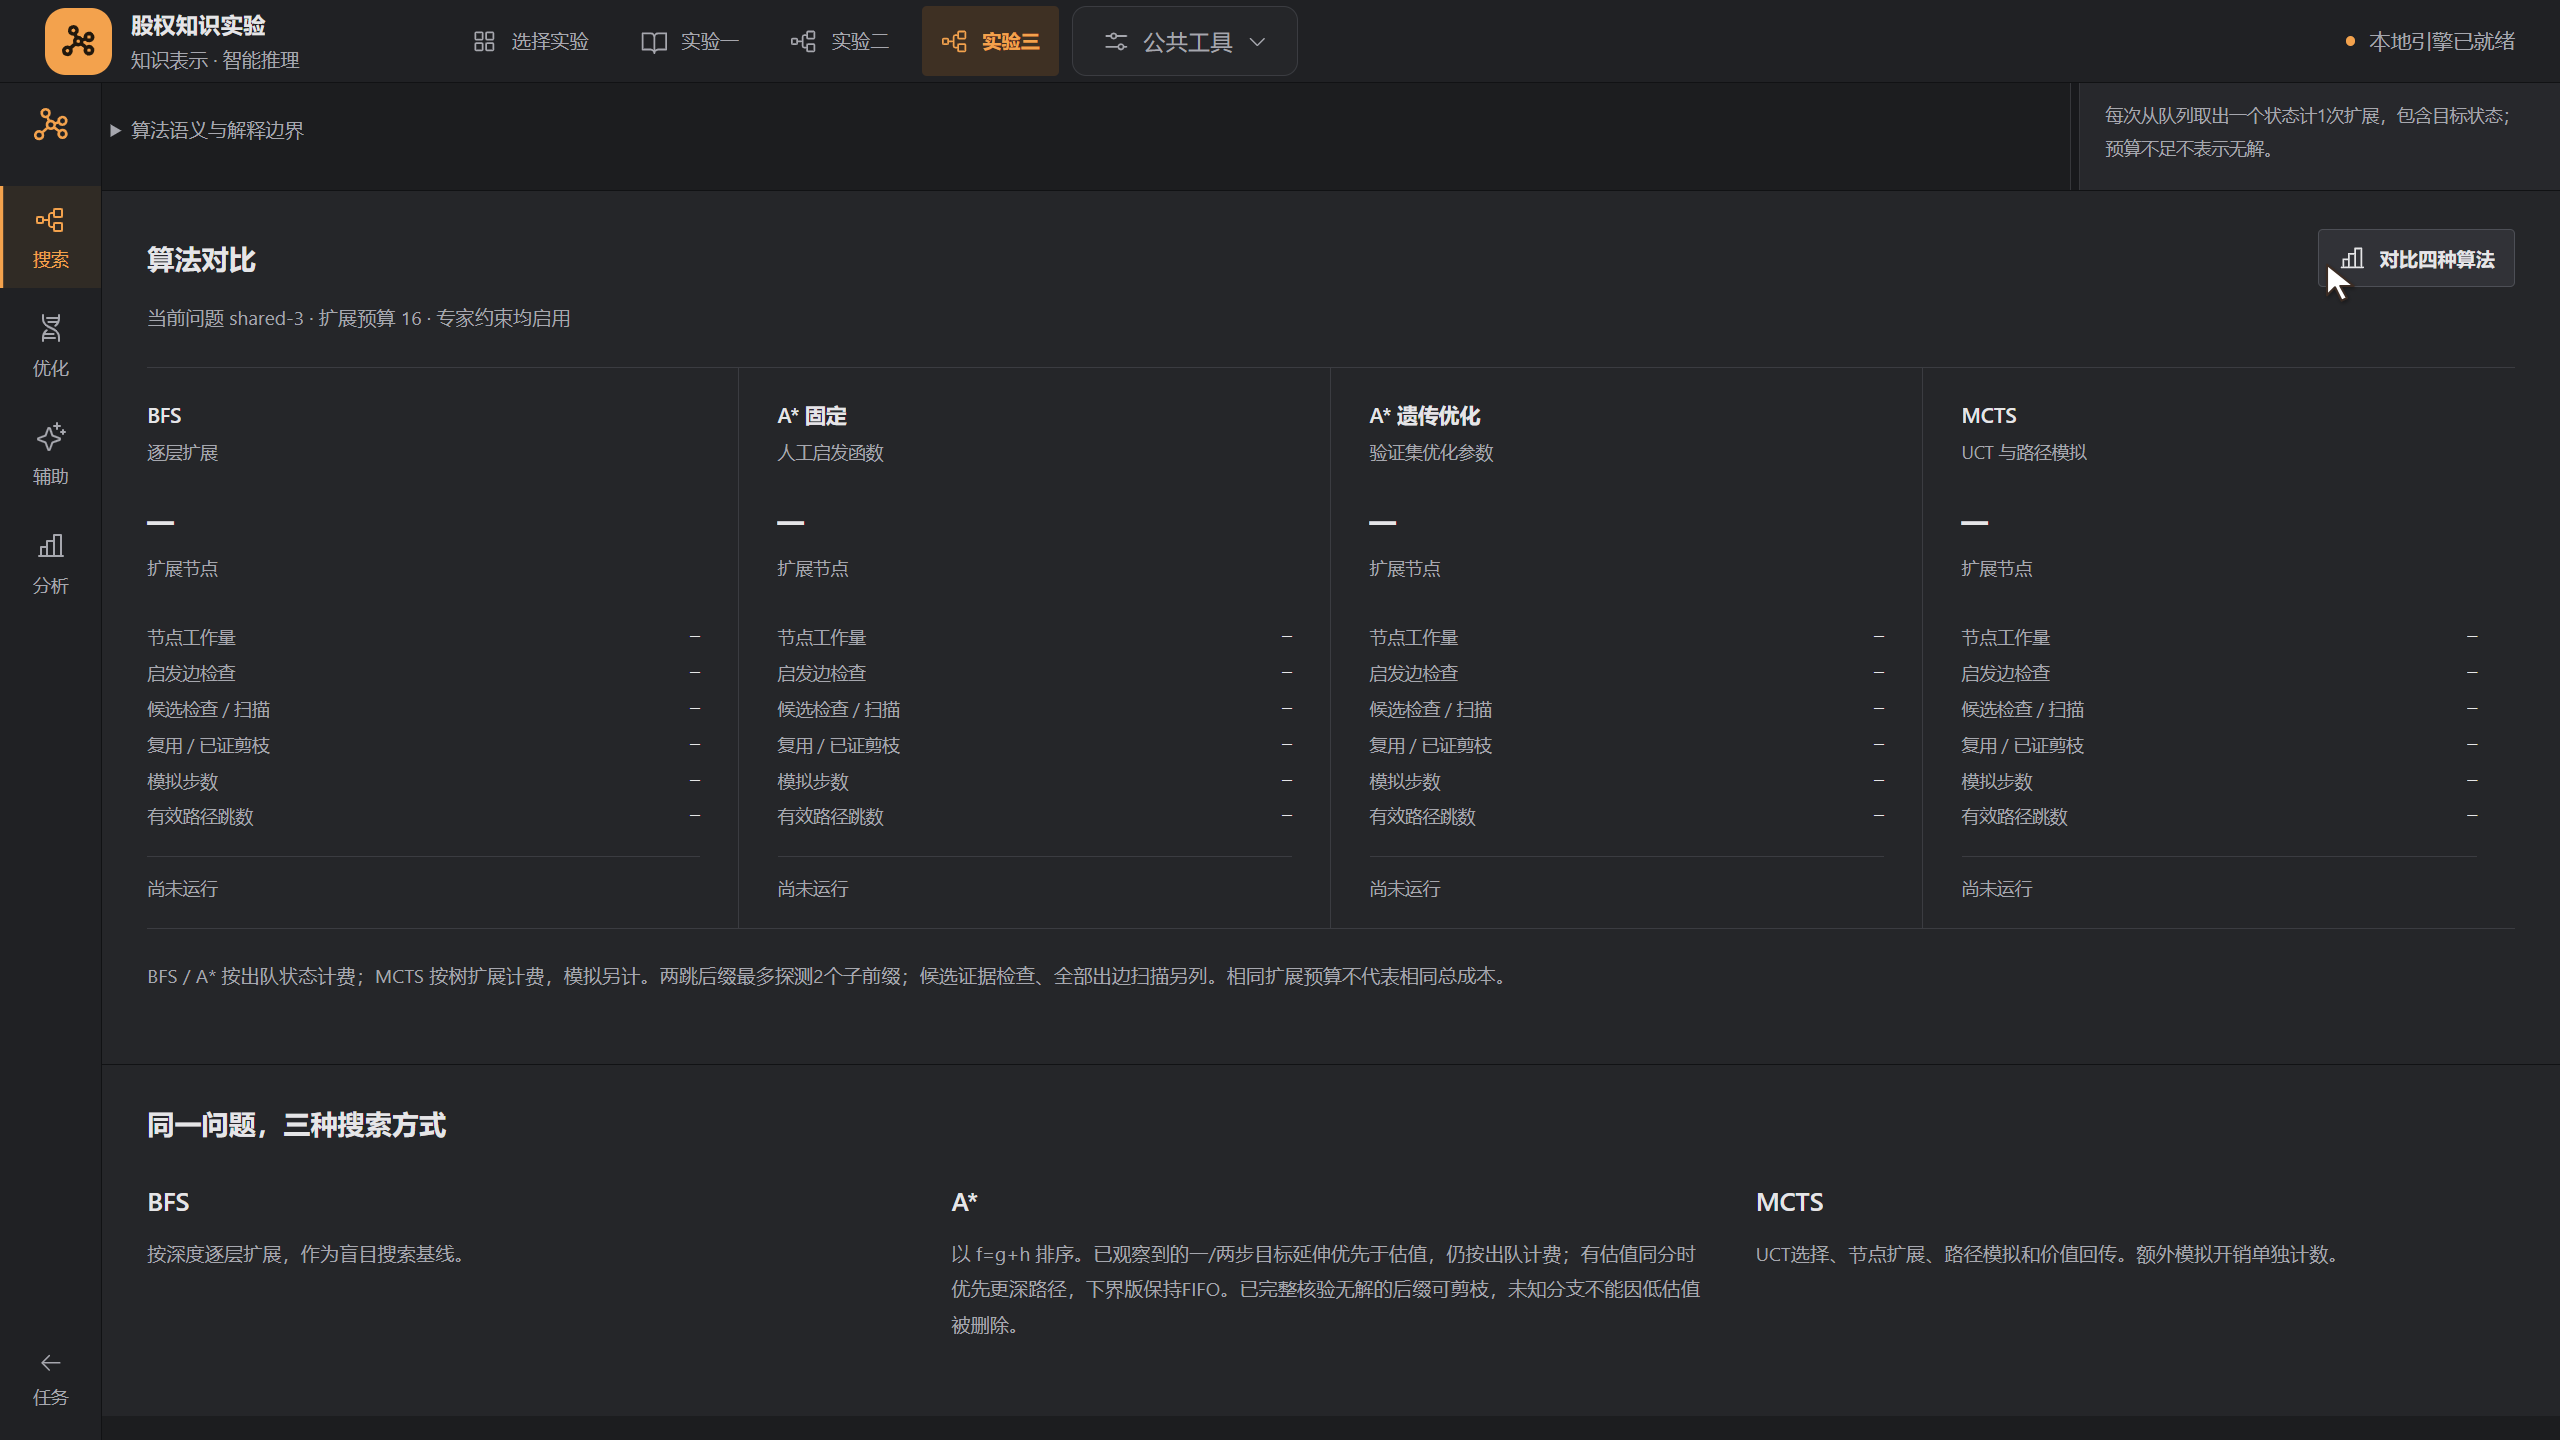 股权知识实验
知识表示 · 智能推理
选择实验
实验一
实验二
实验三
公共工具
本地引擎已就绪
搜索
优化
辅助
分析
任务
算法语义与解释边界
每次从队列取出一个状态计1次扩展，包含目标状态；
预算不足不表示无解。
算法对比
对比四种算法
当前问题 shared-3 · 扩展预算 16 · 专家约束均启用
BFS
逐层扩展
—
扩展节点
节点工作量 –
启发边检查 –
候选检查 / 扫描 –
复用 / 已证剪枝 –
模拟步数 –
有效路径跳数 –
尚未运行
A* 固定
人工启发函数
—
扩展节点
节点工作量 –
启发边检查 –
候选检查 / 扫描 –
复用 / 已证剪枝 –
模拟步数 –
有效路径跳数 –
尚未运行
A* 遗传优化
验证集优化参数
—
扩展节点
节点工作量 –
启发边检查 –
候选检查 / 扫描 –
复用 / 已证剪枝 –
模拟步数 –
有效路径跳数 –
尚未运行
MCTS
UCT 与路径模拟
—
扩展节点
节点工作量 –
启发边检查 –
候选检查 / 扫描 –
复用 / 已证剪枝 –
模拟步数 –
有效路径跳数 –
尚未运行
BFS / A* 按出队状态计费；MCTS 按树扩展计费，模拟另计。两跳后缀最多探测2个子前缀；候选证据检查、全部出边扫描另列。相同扩展预算不代表相同总成本。
同一问题，三种搜索方式
BFS
按深度逐层扩展，作为盲目搜索基线。
A*
以 f=g+h 排序。已观察到的一/两步目标延伸优先于估值，仍按出队计费；有估值同分时
优先更深路径，下界版保持FIFO。已完整核验无解的后缀可剪枝，未知分支不能因低估值
被删除。
MCTS
UCT选择、节点扩展、路径模拟和价值回传。额外模拟开销单独计数。